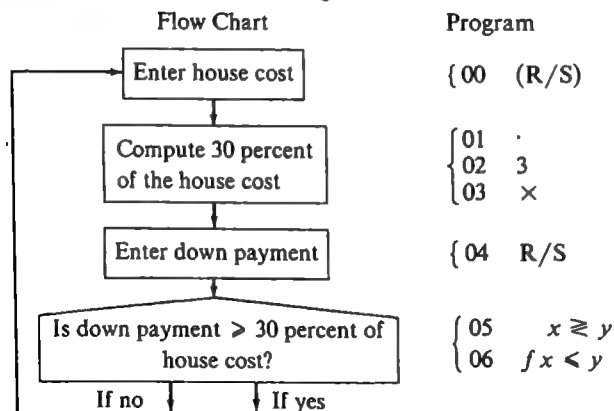 Flow Chart Program
Enter house cost { 00 (R/S)
Compute 30 percent
of the house cost
{ 01 .
02 3
03 ×
Enter down payment { 04 R/S
Is down payment > 30 percent of
house cost?
{ 05 x ≷ y
06 f x < y
If no If yes